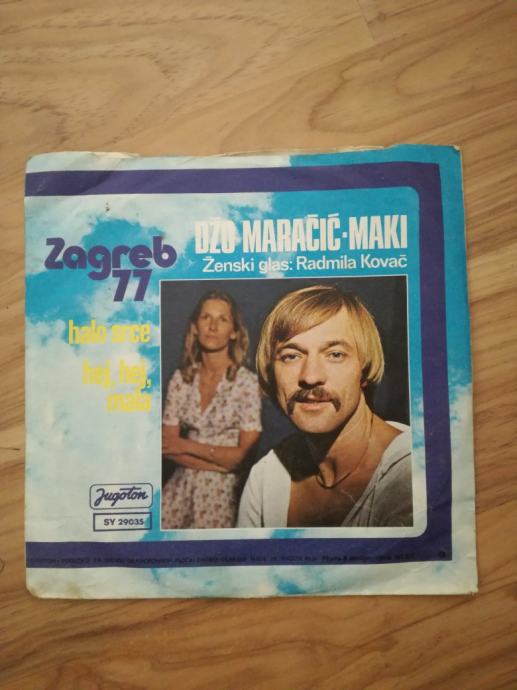 Zagreb
77
DŽO MARAČIĆ·MAKI
Ženski glas: Radmila Kovač
halo srce
hej, hej,
mala
Jugoton
SY 29035